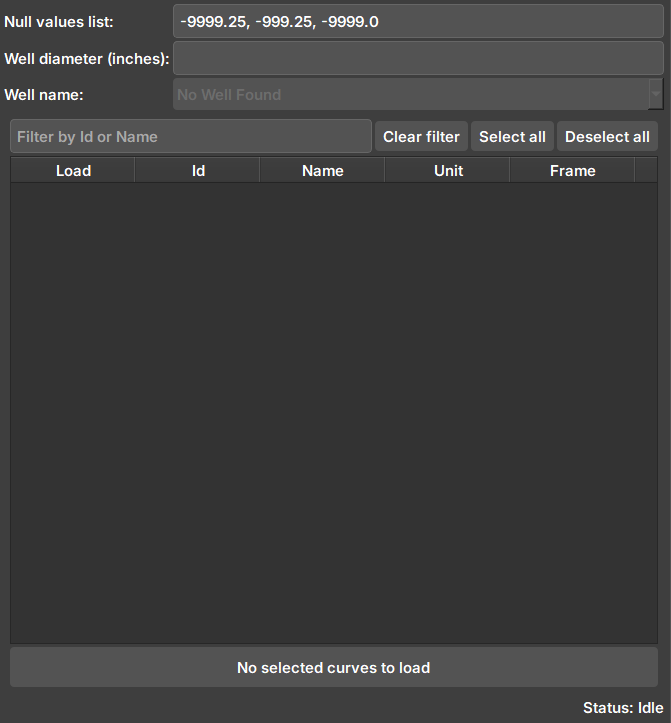 Null values list: -9999.25, -999.25, -9999.0
Well diameter (inches):
Well name: No Well Found
Filter by Id or Name Clear filter Select all Deselect all
Load Id Name Unit Frame
No selected curves to load
Status: Idle